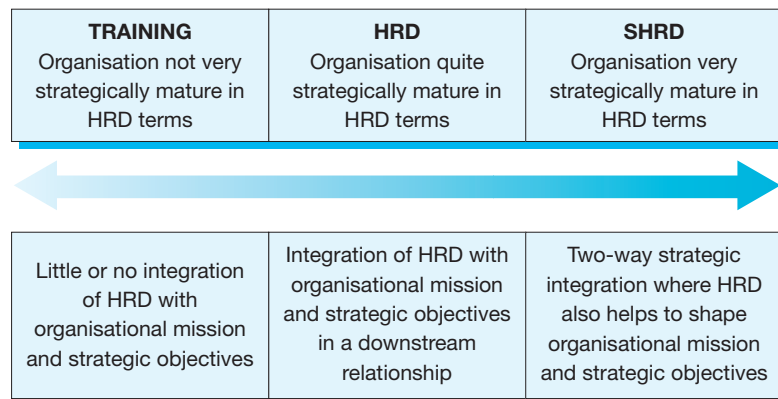 TRAINING
Organisation not very
strategically mature in
HRD terms
HRD
Organisation quite
strategically mature in
HRD terms
SHRD
Organisation very
strategically mature in
HRD terms
Little or no integration
of HRD with
organisational mission
and strategic objectives
Integration of HRD with
organisational mission
and strategic objectives
in a downstream
relationship
Two-way strategic
integration where HRD
also helps to shape
organisational mission
and strategic objectives